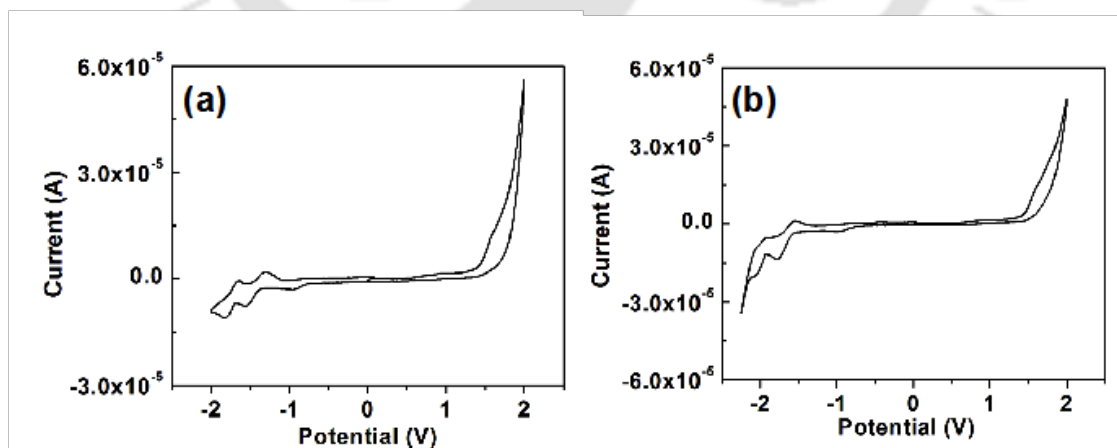 6.0x10⁻⁵
(a)
3.0x10⁻⁵
0.0
-3.0x10⁻⁵
Current (A)
-2 -1 0 1 2
Potential (V)
6.0x10⁻⁵
(b)
3.0x10⁻⁵
0.0
-3.0x10⁻⁵
-6.0x10⁻⁵
Current (A)
-2 -1 0 1 2
Potential (V)